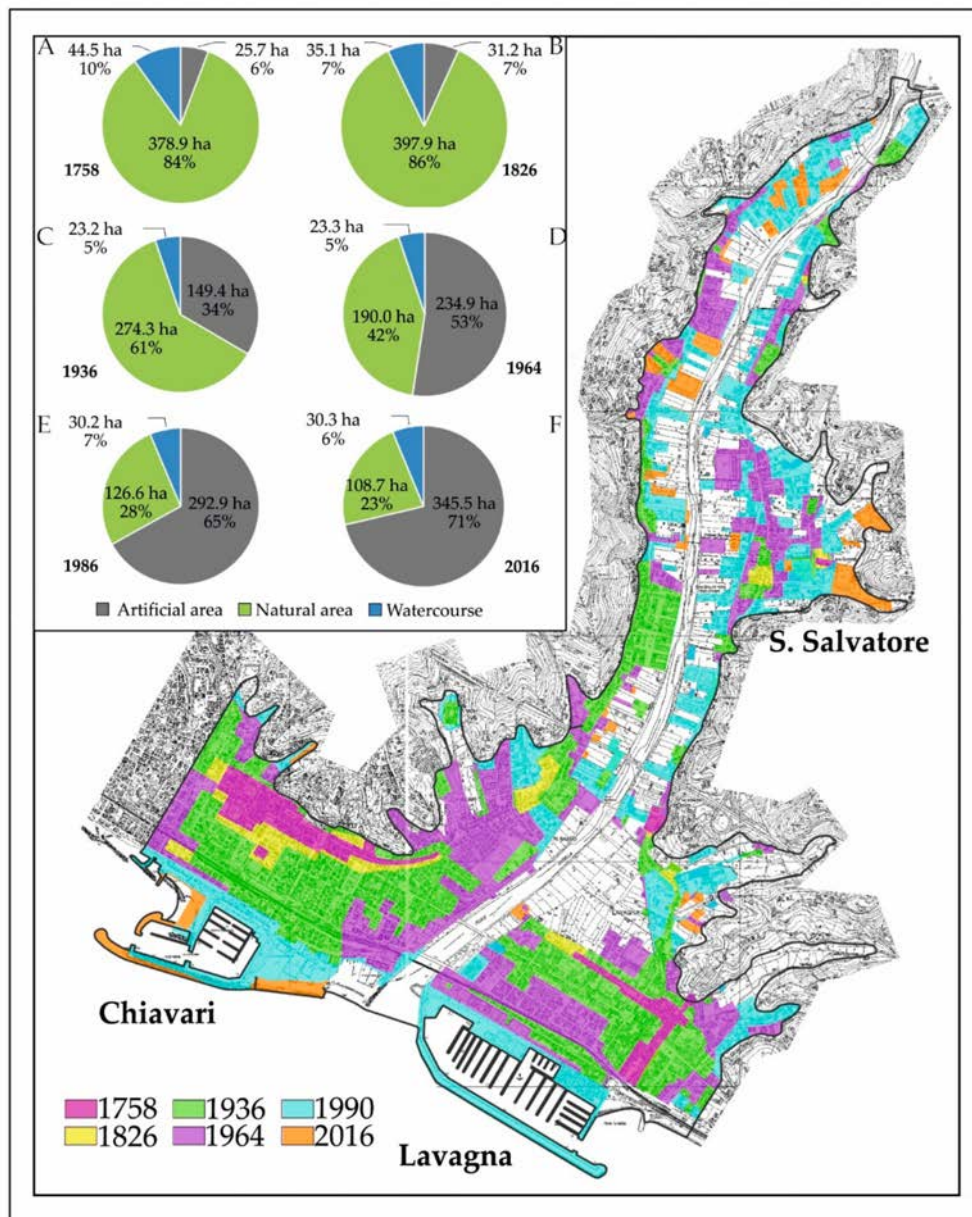 A
44.5 ha
10%
25.7 ha
6%
378.9 ha
84%
1758
35.1 ha
7%
31.2 ha
7%
B
397.9 ha
86%
1826
C
23.2 ha
5%
149.4 ha
34%
274.3 ha
61%
1936
23.3 ha
5%
D
190.0 ha
42%
234.9 ha
53%
1964
E
30.2 ha
7%
126.6 ha
28%
292.9 ha
65%
1986
30.3 ha
6%
F
108.7 ha
23%
345.5 ha
71%
2016
Artificial area
Natural area
Watercourse
S. Salvatore
Chiavari
Lavagna
1758
1936
1990
1826
1964
2016